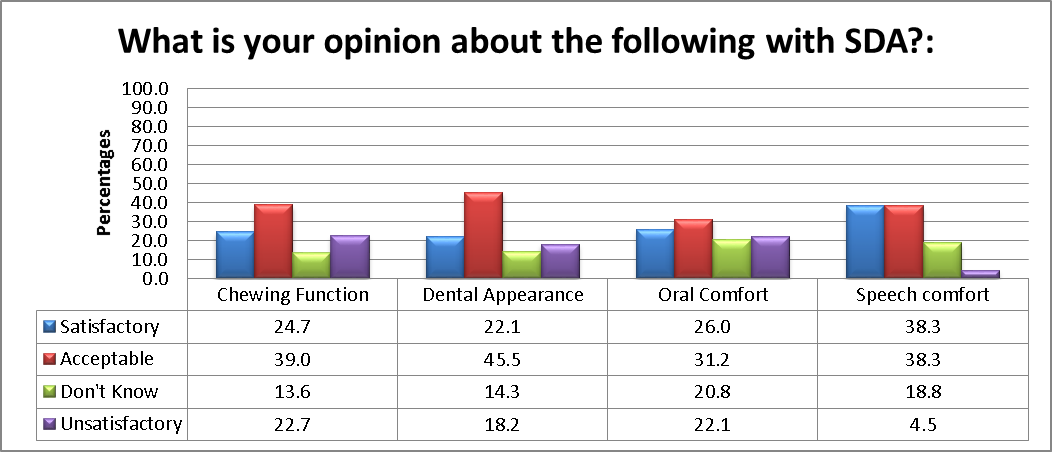 What is your opinion about the following with SDA?:
Percentages
100.0
90.0
80.0
70.0
60.0
50.0
40.0
30.0
20.0
10.0
0.0
Chewing Function Dental Appearance Oral Comfort Speech comfort
Satisfactory 24.7 22.1 26.0 38.3
Acceptable 39.0 45.5 31.2 38.3
Don't Know 13.6 14.3 20.8 18.8
Unsatisfactory 22.7 18.2 22.1 4.5